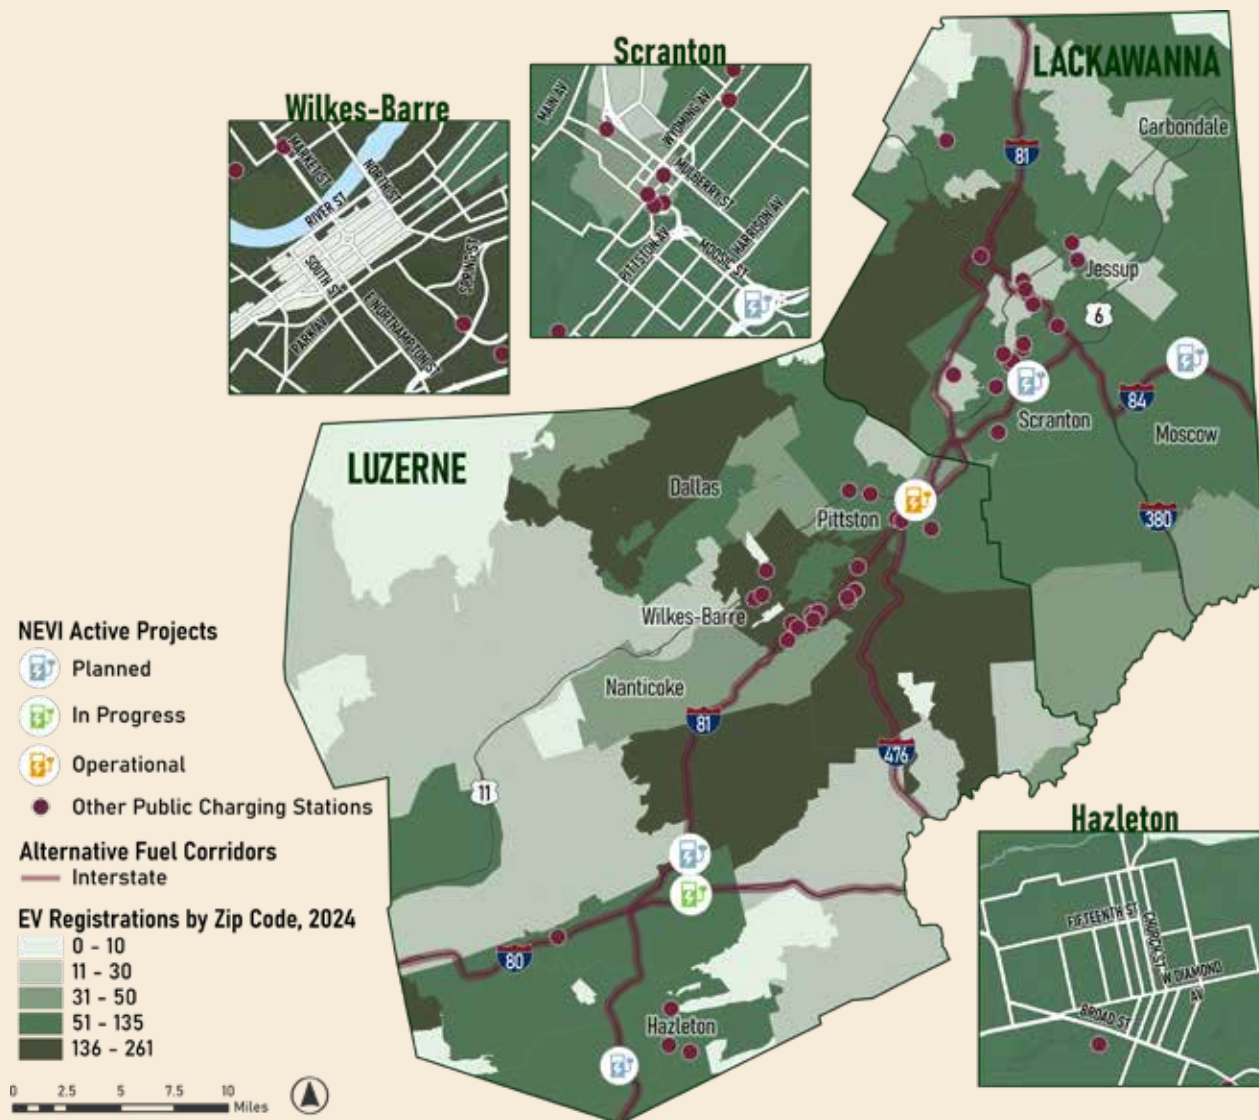 Scranton
MAIN AV
WYOMING AV
MULBERRY ST
PITTSTON AV
MOOSIC ST
HARRISON AV
Wilkes-Barre
MARKET ST
NORTH ST
RIVER ST
SOUTH ST
SPRING ST
PARK AV
E NORTHAMPTON ST
LACKAWANNA
Carbondale
81
Jessup
6
84
Scranton
Moscow
380
LUZERNE
Dallas
Pittston
Wilkes-Barre
Nanticoke
81
476
11
80
Hazleton
Hazleton
FIFTEENTH ST
CHURCH ST
W DIAMOND
AV
BROAD ST
NEVI Active Projects
Planned
In Progress
Operational
Other Public Charging Stations
Alternative Fuel Corridors
Interstate
EV Registrations by Zip Code, 2024
0 - 10
11 - 30
31 - 50
51 - 135
136 - 261
0 2.5 5 7.5 10
Miles